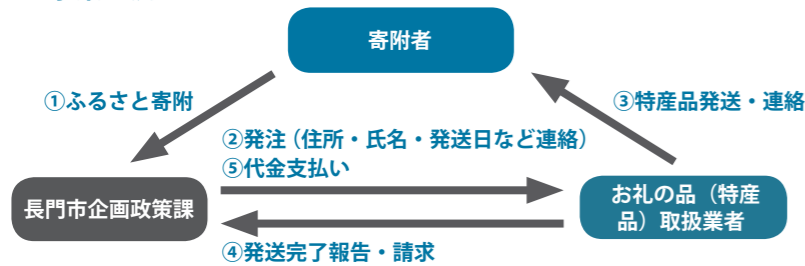 寄附者
①ふるさと寄附
③特産品発送・連絡
②発注(住所・氏名・発送日など連絡)
⑤代金支払い
長門市企画政策課
お礼の品(特産
品)取扱業者
④発送完了報告・請求